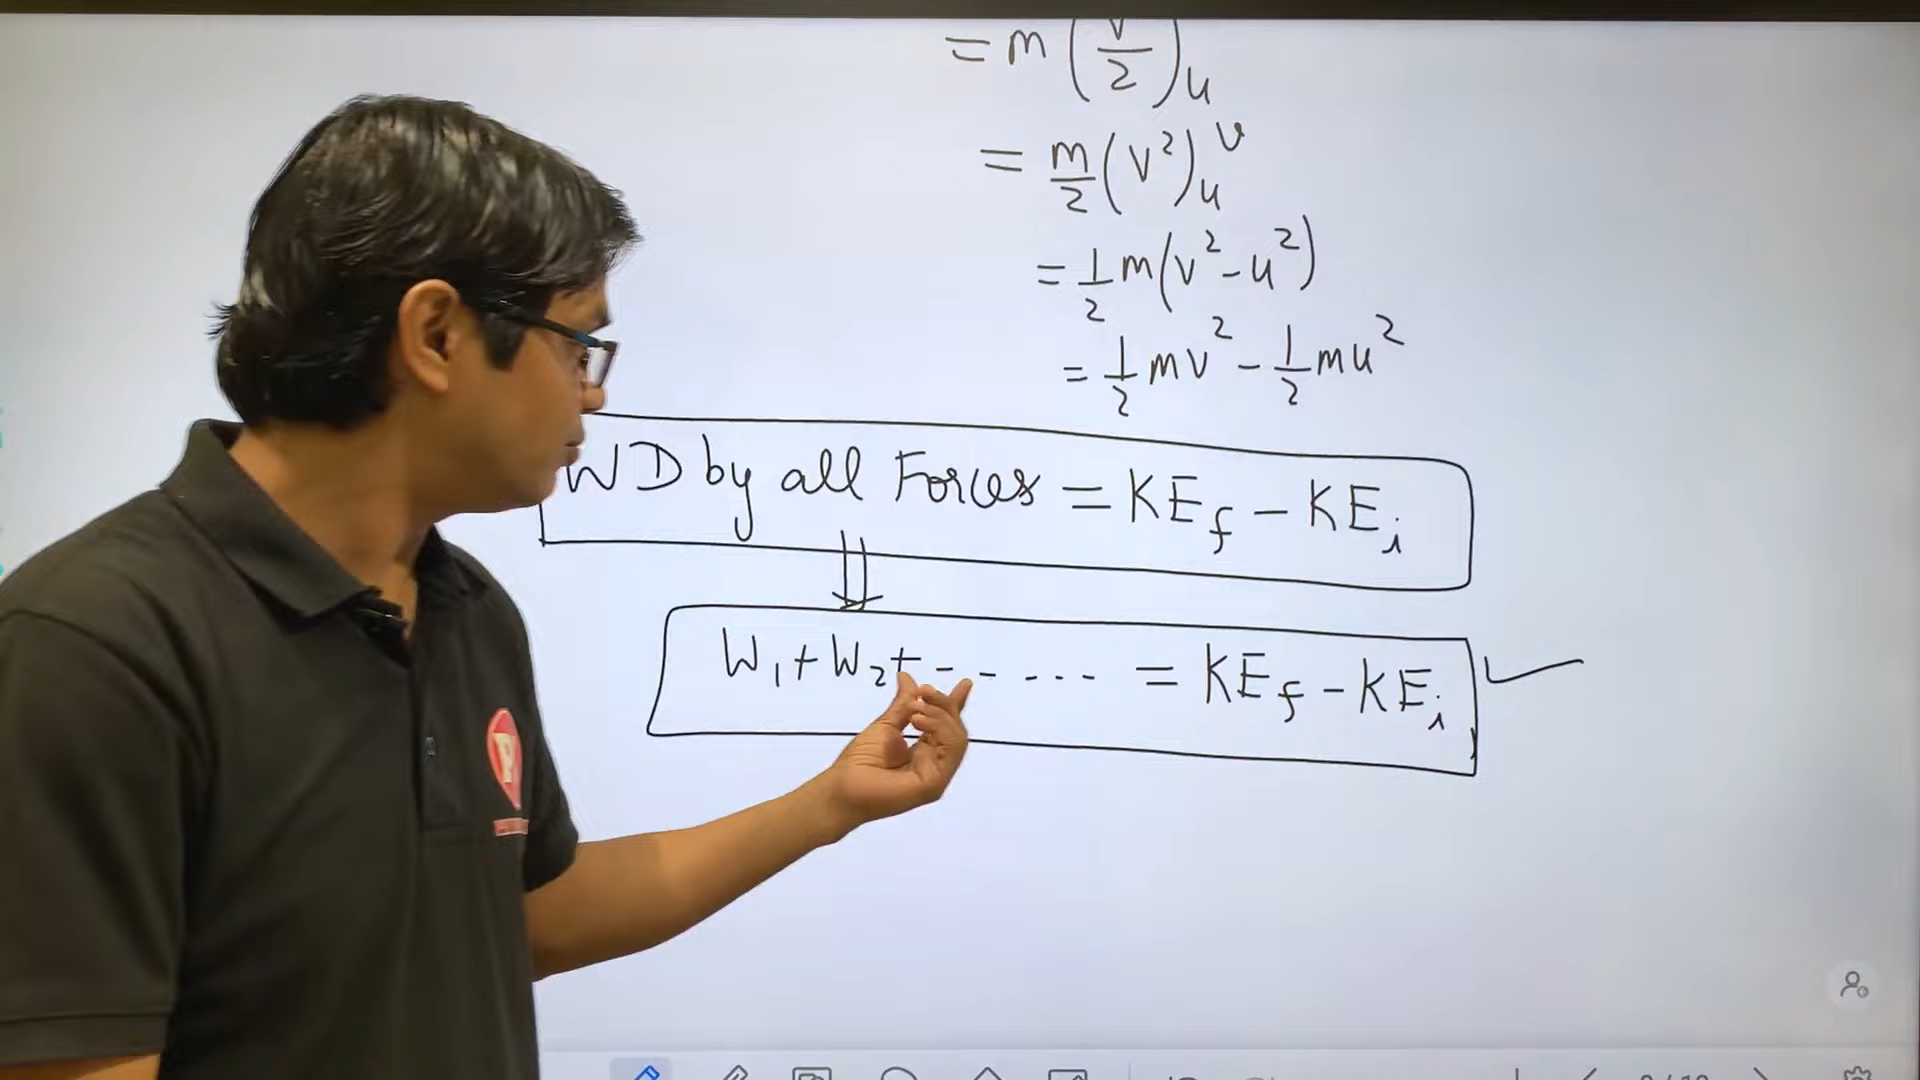 = m (v/2)u
= m/2 (v²)u^v
= 1/2 m(v² - u²)
= 1/2 mv² - 1/2 mu²
WD by all Forces = KEf - KEi
W₁ + W₂ + - - - - - = KEf - KEi
P